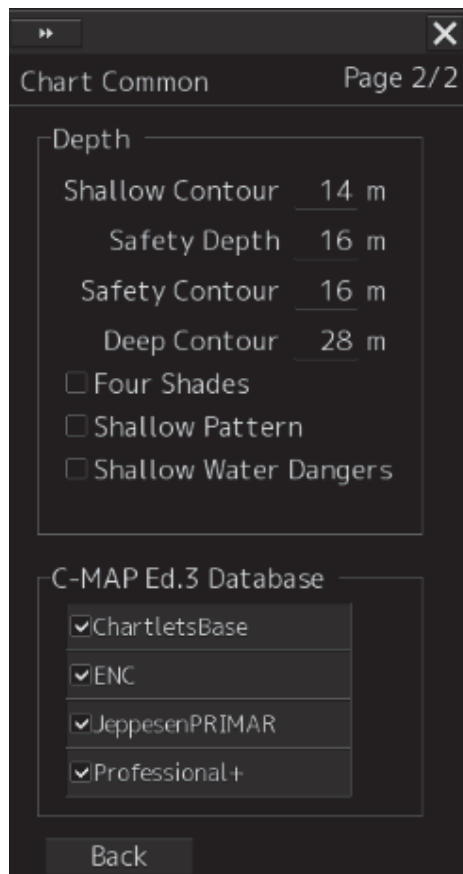 Chart Common Page 2/2
Depth
Shallow Contour 14 m
Safety Depth 16 m
Safety Contour 16 m
Deep Contour 28 m
Four Shades
Shallow Pattern
Shallow Water Dangers
C-MAP Ed.3 Database
ChartletsBase
ENC
JeppesenPRIMAR
Professional+
Back